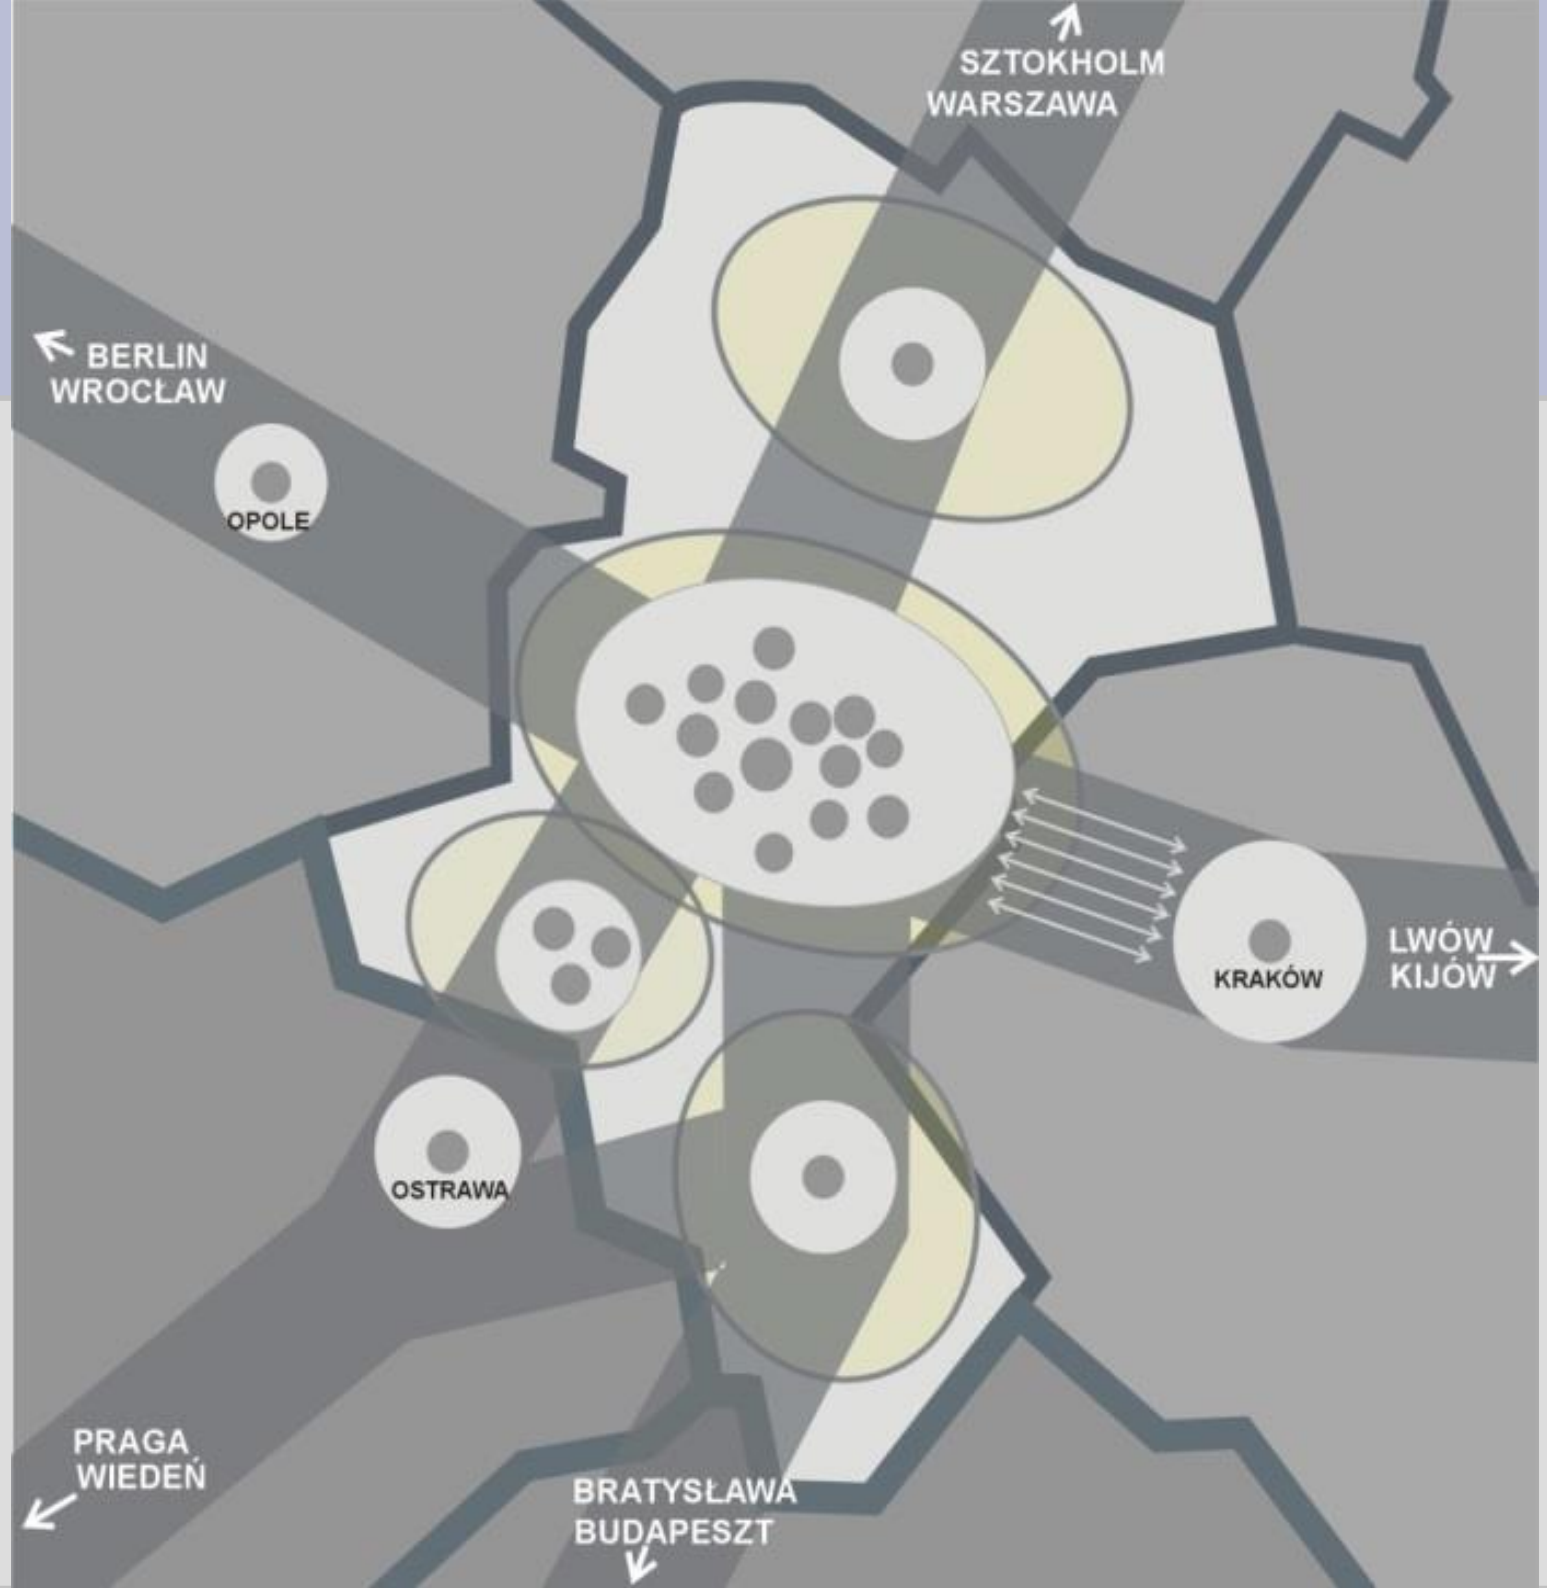 SZTOKHOLM
WARSZAWA
BERLIN
WROCŁAW
OPOLE
LWÓW
KIJÓW
KRAKÓW
OSTRAWA
PRAGA
WIEDEŃ
BRATYSŁAWA
BUDAPESZT